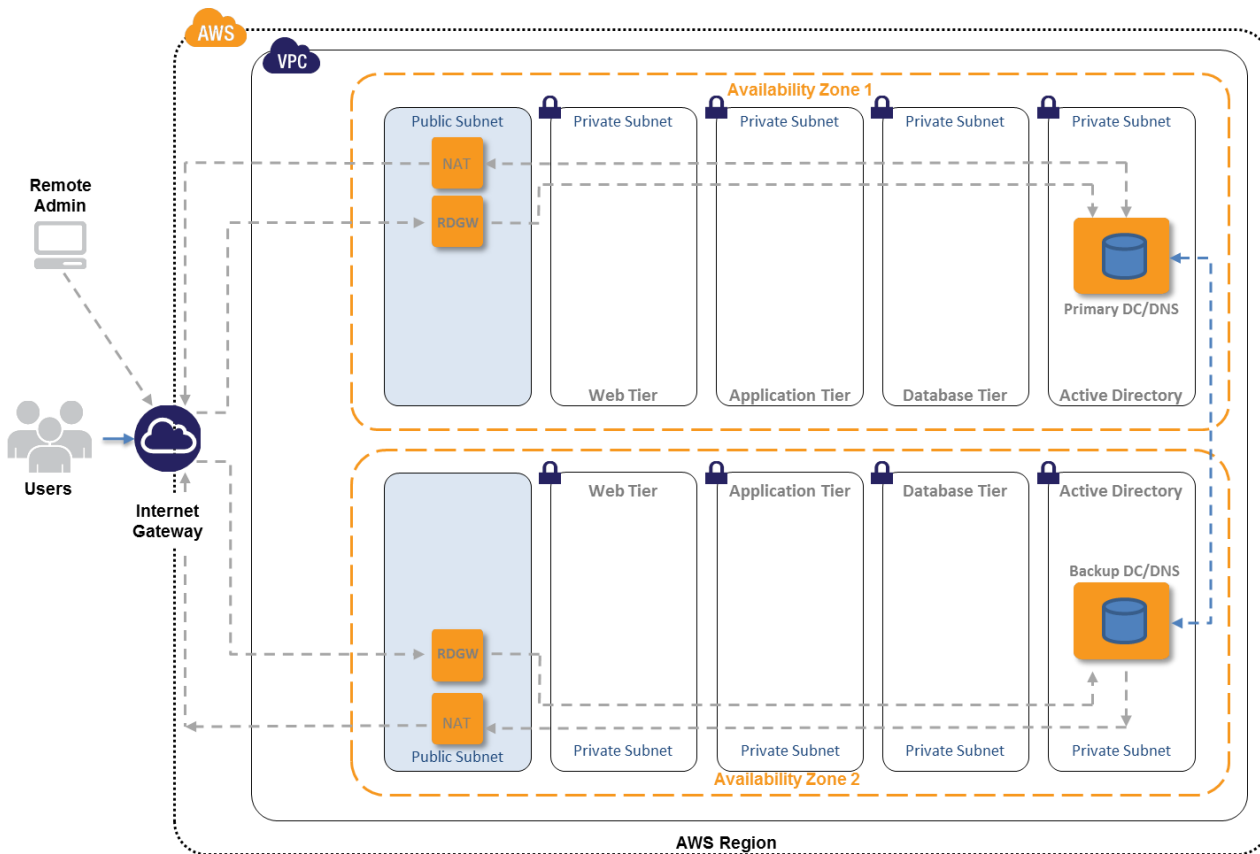 AWS
VPC
Availability Zone 1
Public Subnet
Private Subnet
Private Subnet
Private Subnet
Private Subnet
NAT
RDGW
Remote
Admin
Primary DC/DNS
Web Tier
Application Tier
Database Tier
Active Directory
Users
Internet
Gateway
Web Tier
Application Tier
Database Tier
Active Directory
Backup DC/DNS
RDGW
NAT
Public Subnet
Private Subnet
Private Subnet
Private Subnet
Private Subnet
Availability Zone 2
AWS Region